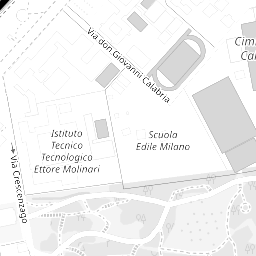 Via don Giovanni Calabria
Istituto
Tecnico
Tecnologico
Ettore Molinari
Scuola
Edile Milano
Via Crescenzago